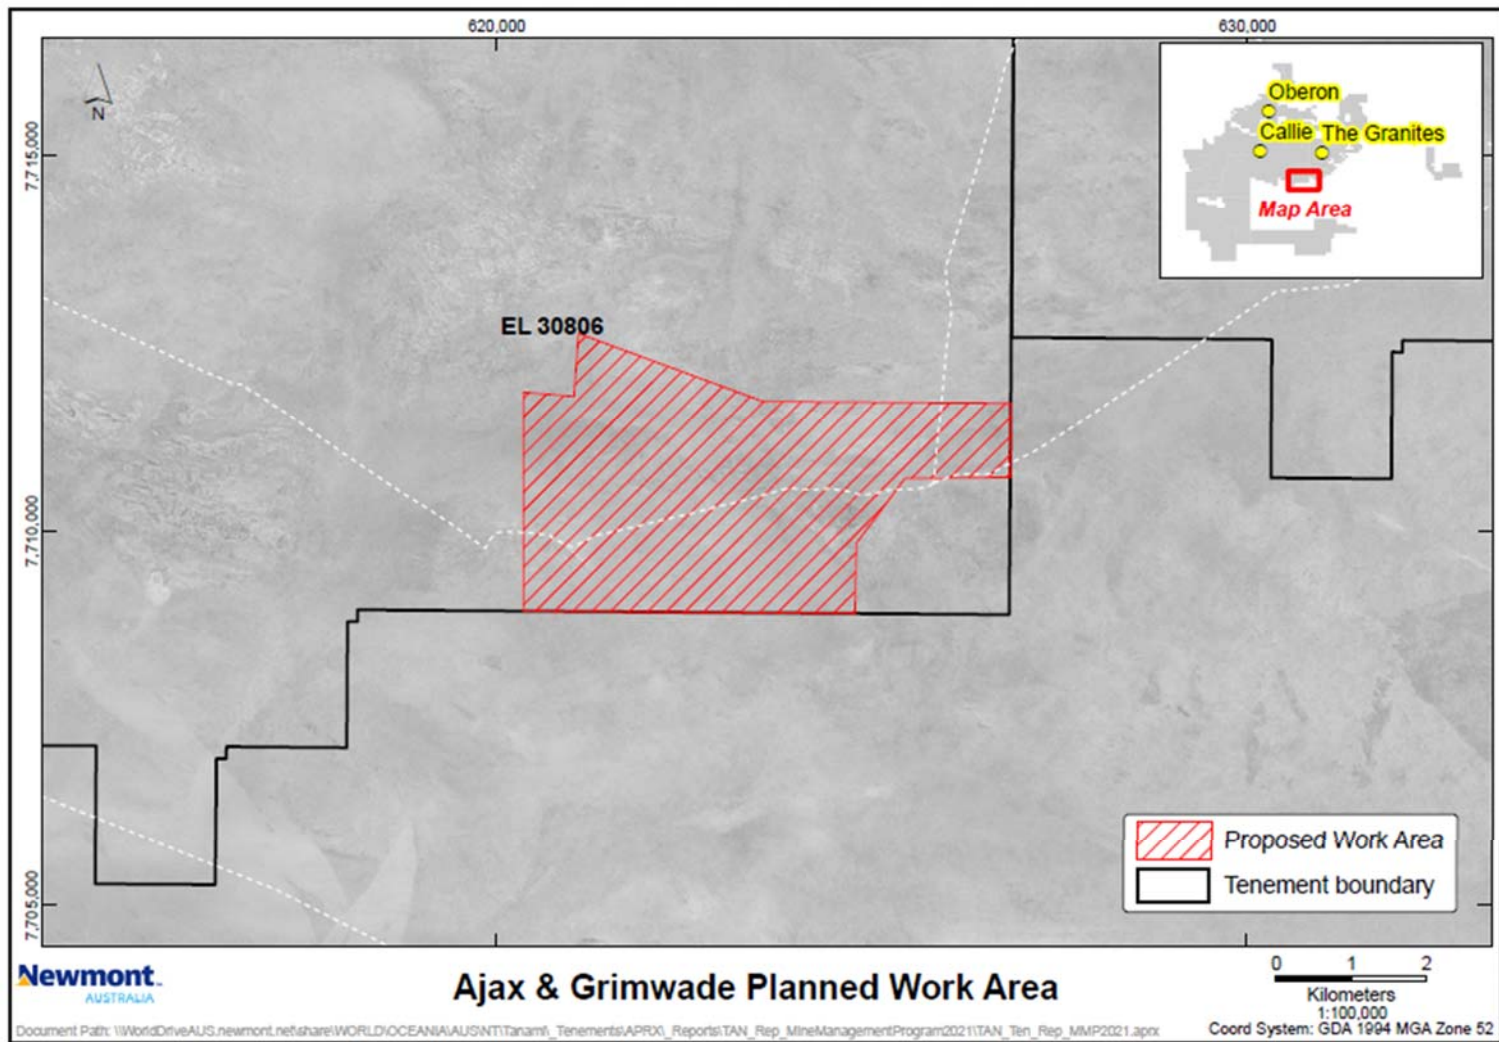 620,000
630,000
N
Oberon
Callie
The Granites
Map Area
7,715,000
EL 30806
7,710,000
Proposed Work Area
Tenement boundary
7,705,000
Newmont
AUSTRALIA
Ajax & Grimwade Planned Work Area
0 1 2
Kilometers
1:100,000
Document Path: \\WorldDriveAUS.newmont.net\share\WORLD\OCEANIA\AUS\NT\Tanami\_Tenements\APRX\_Reports\TAN_Rep_MineManagementProgram2021\TAN_Ten_Rep_MMP2021.aprx
Coord System: GDA 1994 MGA Zone 52